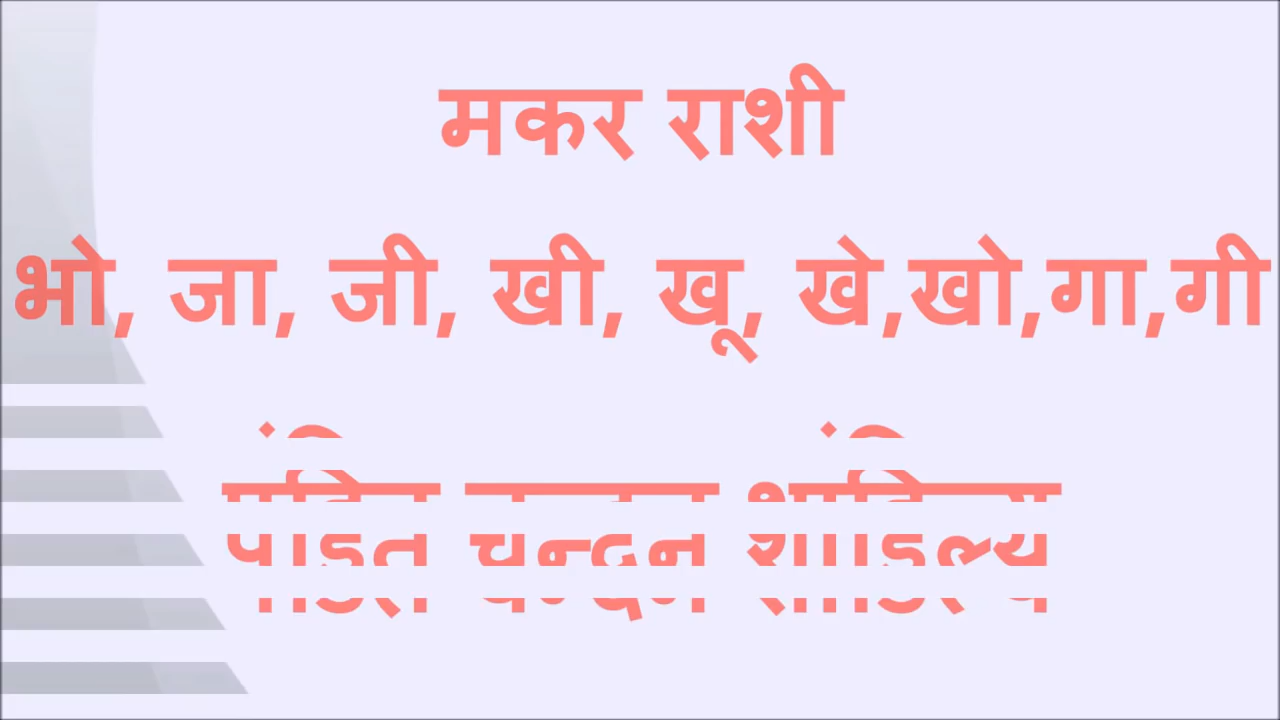 मकर राशी
भो, जा, जी, खी, खू, खे,खो,गा,गी
पंडित चन्दन शांडिल्य